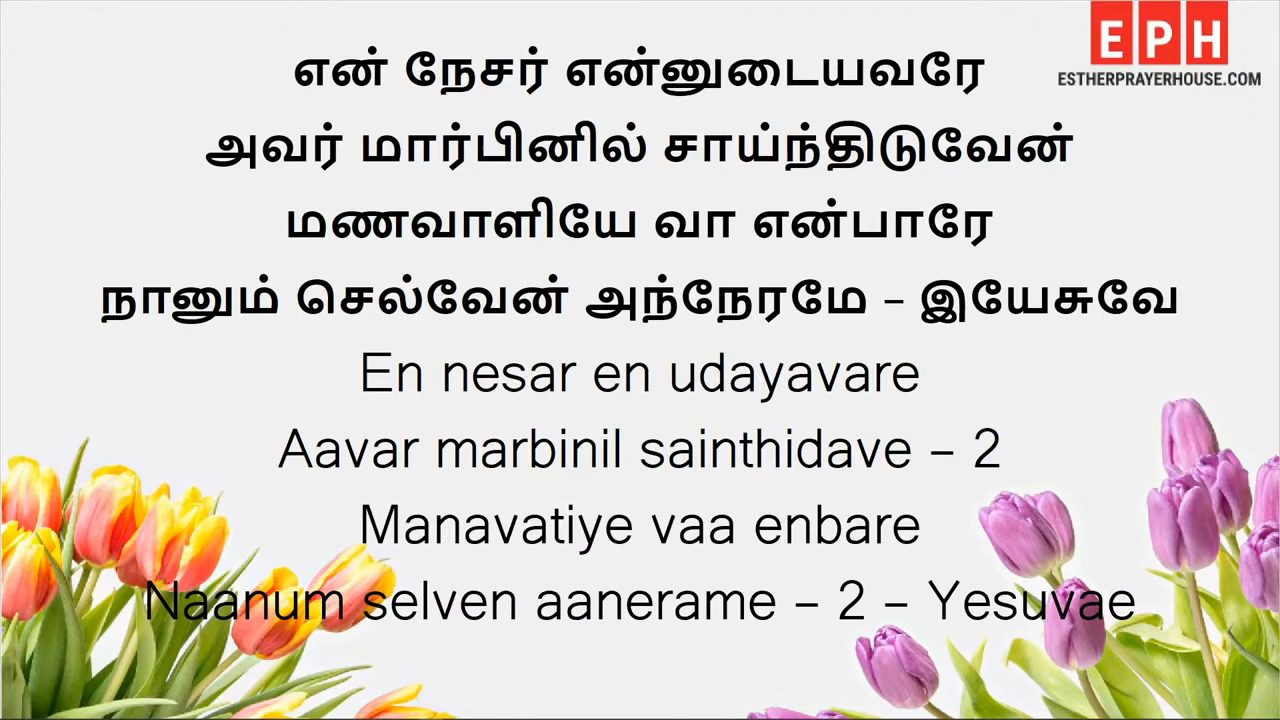 EPH
ESTHERPRAYERHOUSE.COM
என் நேசர் என்னுடையவரே
அவர் மார்பினில் சாய்ந்திடுவேன்
மணவாளியே வா என்பாரே
நானும் செல்வேன் அந்நேரமே – இயேசுவே
En nesar en udayavare
Aavar marbinil sainthidave – 2
Manavatiye vaa enbare
Naanum selven aanerame – 2 – Yesuvae